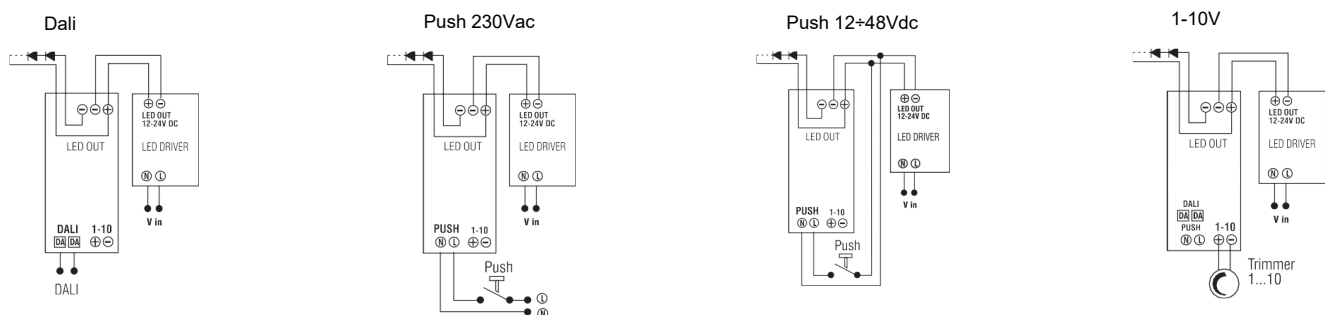 Dali
⊖⊖⊕
LED OUT
⊕⊖
LED OUT
12-24V DC
LED DRIVER
Ⓝ Ⓛ
V in
DALI 1-10
DA DA ⊕⊖
DALI
Push 230Vac
⊖⊖⊕
LED OUT
⊕⊖
LED OUT
12-24V DC
LED DRIVER
Ⓝ Ⓛ
V in
PUSH 1-10
Ⓝ Ⓛ ⊕⊖
Push
Ⓛ
Ⓝ
Push 12÷48Vdc
⊖⊖⊕
LED OUT
⊕⊖
LED OUT
12-24V DC
LED DRIVER
Ⓝ Ⓛ
V in
PUSH 1-10
Ⓝ Ⓛ ⊕⊖
Push
1-10V
⊖⊖⊕
LED OUT
⊕⊖
LED OUT
12-24V DC
LED DRIVER
Ⓝ Ⓛ
V in
DALI
DA DA
PUSH 1-10
Ⓝ Ⓛ ⊕⊖
Trimmer
1...10